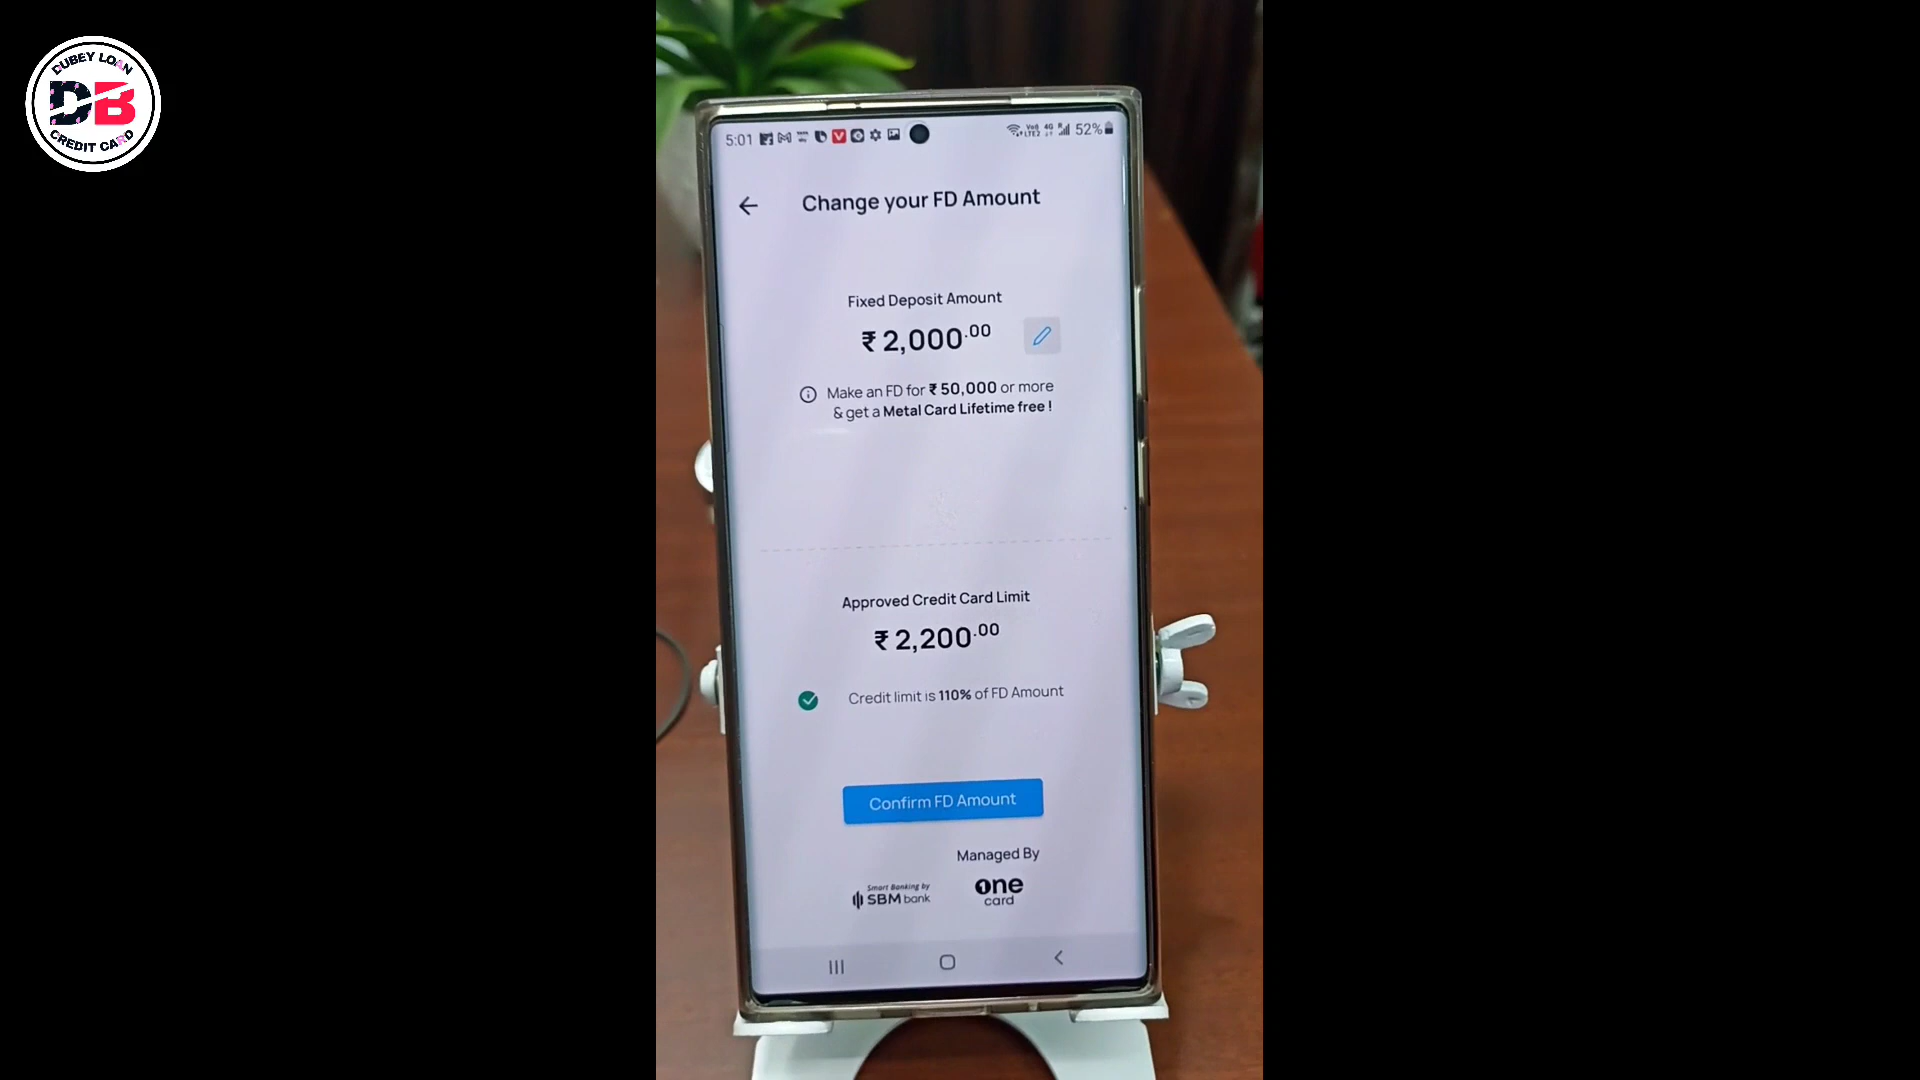 DUBEY LOAN
DB
CREDIT CARD
5:01
52%
Change your FD Amount
Fixed Deposit Amount
₹ 2,000.00
Make an FD for ₹ 50,000 or more
& get a Metal Card Lifetime free !
Approved Credit Card Limit
₹ 2,200.00
Credit limit is 110% of FD Amount
Confirm FD Amount
Managed By
Smart Banking by
SBM bank
one
card